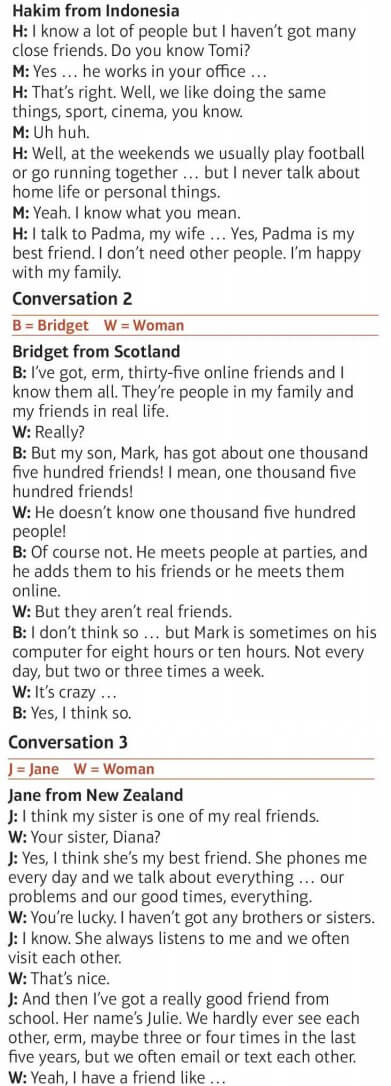 Hakim from Indonesia
H: I know a lot of people but I haven't got many
close friends. Do you know Tomi?
M: Yes … he works in your office …
H: That's right. Well, we like doing the same
things, sport, cinema, you know.
M: Uh huh.
H: Well, at the weekends we usually play football
or go running together … but I never talk about
home life or personal things.
M: Yeah. I know what you mean.
H: I talk to Padma, my wife … Yes, Padma is my
best friend. I don't need other people. I'm happy
with my family.
Conversation 2
B = Bridget W = Woman
Bridget from Scotland
B: I've got, erm, thirty-five online friends and I
know them all. They're people in my family and
my friends in real life.
W: Really?
B: But my son, Mark, has got about one thousand
five hundred friends! I mean, one thousand five
hundred friends!
W: He doesn't know one thousand five hundred
people!
B: Of course not. He meets people at parties, and
he adds them to his friends or he meets them
online.
W: But they aren't real friends.
B: I don't think so … but Mark is sometimes on his
computer for eight hours or ten hours. Not every
day, but two or three times a week.
W: It's crazy …
B: Yes, I think so.
Conversation 3
J = Jane W = Woman
Jane from New Zealand
J: I think my sister is one of my real friends.
W: Your sister, Diana?
J: Yes, I think she's my best friend. She phones me
every day and we talk about everything … our
problems and our good times, everything.
W: You're lucky. I haven't got any brothers or sisters.
J: I know. She always listens to me and we often
visit each other.
W: That's nice.
J: And then I've got a really good friend from
school. Her name's Julie. We hardly ever see each
other, erm, maybe three or four times in the last
five years, but we often email or text each other.
W: Yeah, I have a friend like …